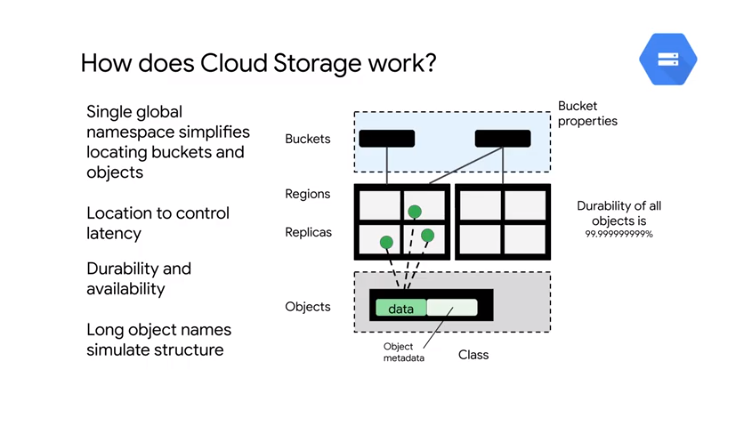 How does Cloud Storage work?
Single global
namespace simplifies
locating buckets and
objects
Location to control
latency
Durability and
availability
Long object names
simulate structure
Buckets
Bucket
properties
Regions
Replicas
Durability of all
objects is
99.999999999%
Objects
data
Object
metadata
Class